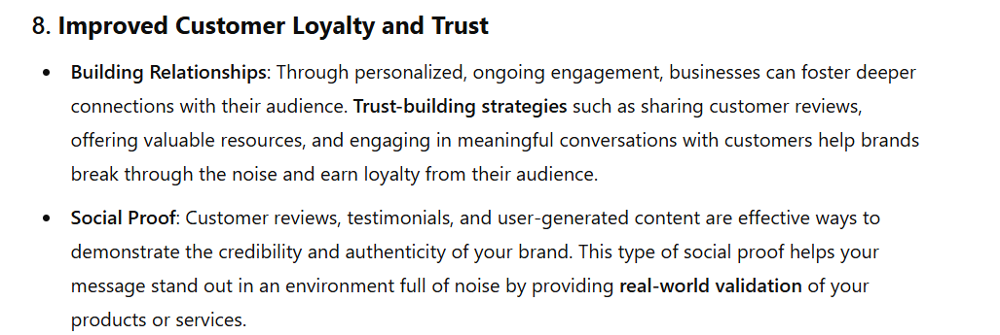 8. Improved Customer Loyalty and Trust
• Building Relationships: Through personalized, ongoing engagement, businesses can foster deeper
connections with their audience. Trust-building strategies such as sharing customer reviews,
offering valuable resources, and engaging in meaningful conversations with customers help brands
break through the noise and earn loyalty from their audience.
• Social Proof: Customer reviews, testimonials, and user-generated content are effective ways to
demonstrate the credibility and authenticity of your brand. This type of social proof helps your
message stand out in an environment full of noise by providing real-world validation of your
products or services.